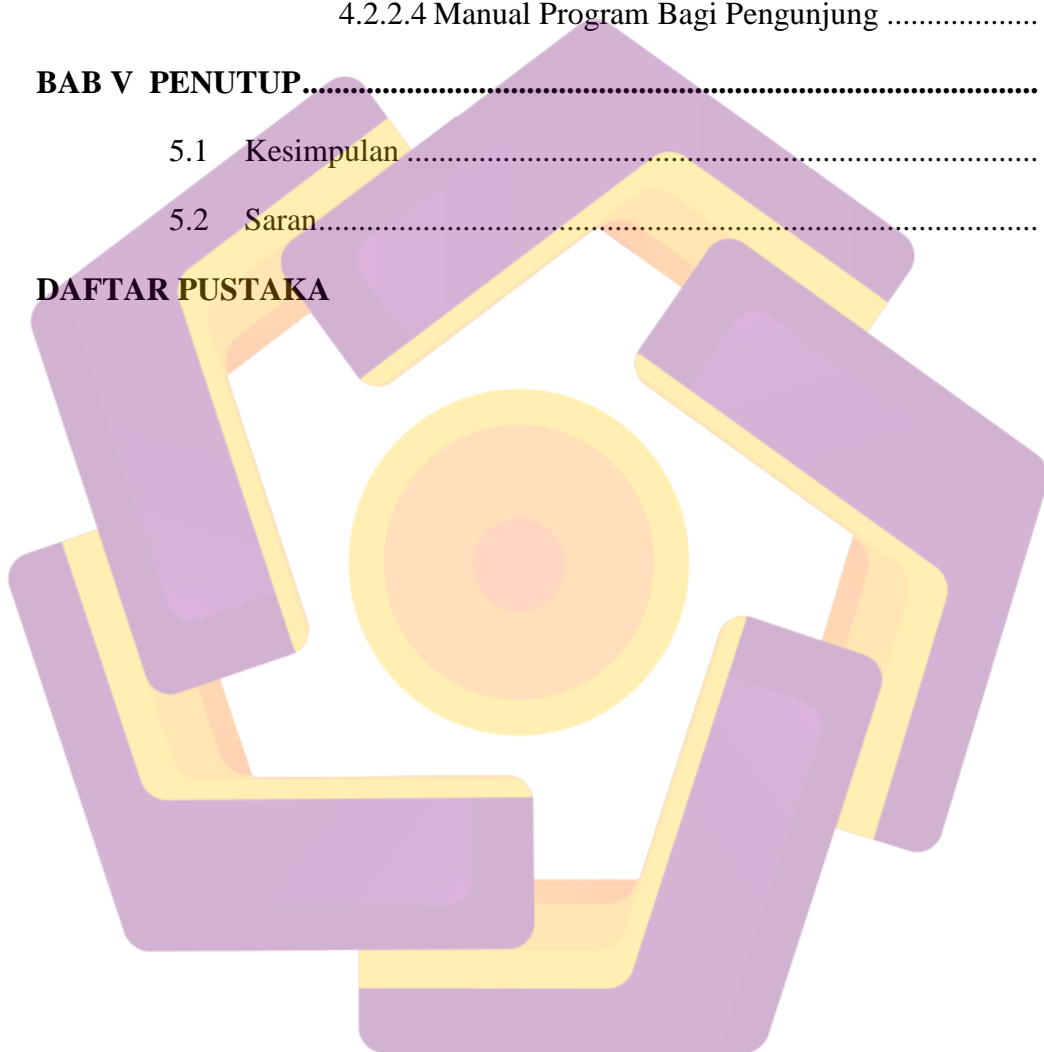 4.2.2.4 Manual Program Bagi Pengunjung ..................
BAB V PENUTUP.........................................................................................
5.1 Kesimpulan ............................................................................
5.2 Saran.......................................................................................
DAFTAR PUSTAKA